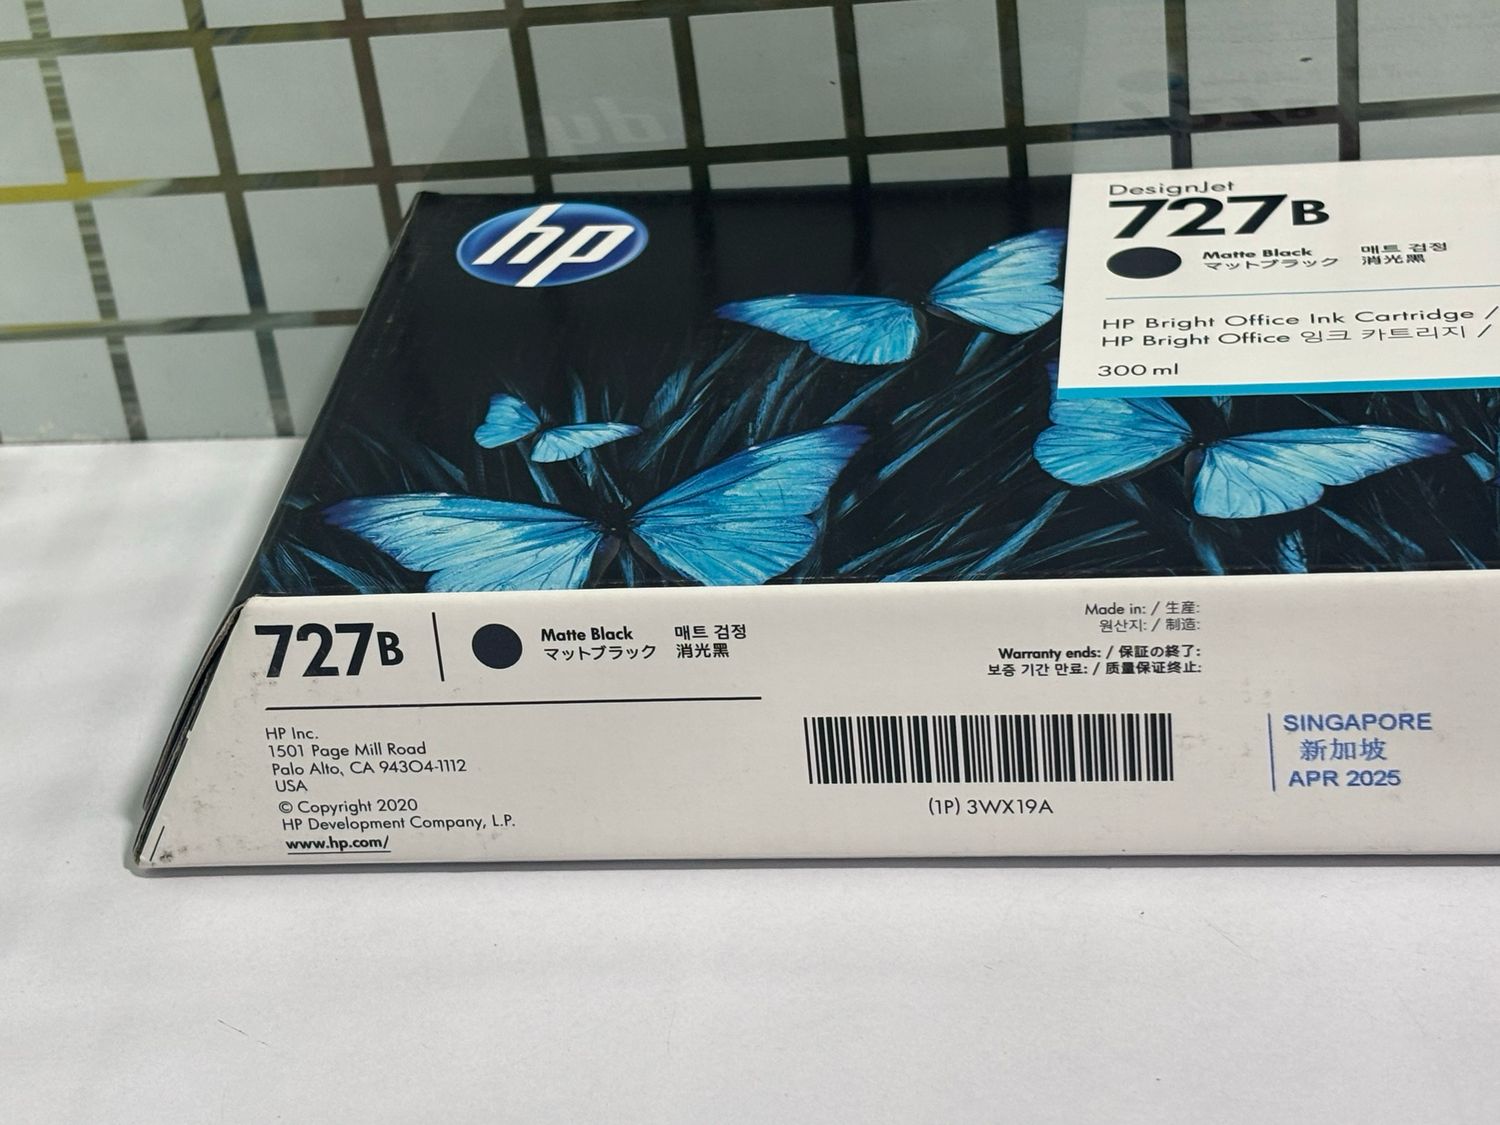 hp
DesignJet
727B
Matte Black 매트 검정
マットブラック 消光黑
HP Bright Office Ink Cartridge /
HP Bright Office 잉크 카트리지 /
300 ml
727B
Matte Black 매트 검정
マットブラック 消光黑
HP Inc.
1501 Page Mill Road
Palo Alto, CA 94304-1112
USA
© Copyright 2020
HP Development Company, L.P.
www.hp.com/
Made in: / 生産:
원산지: / 制造:
Warranty ends: / 保証の終了:
보증 기간 만료: / 质量保证终止:
(1P) 3WX19A
SINGAPORE
新加坡
APR 2025